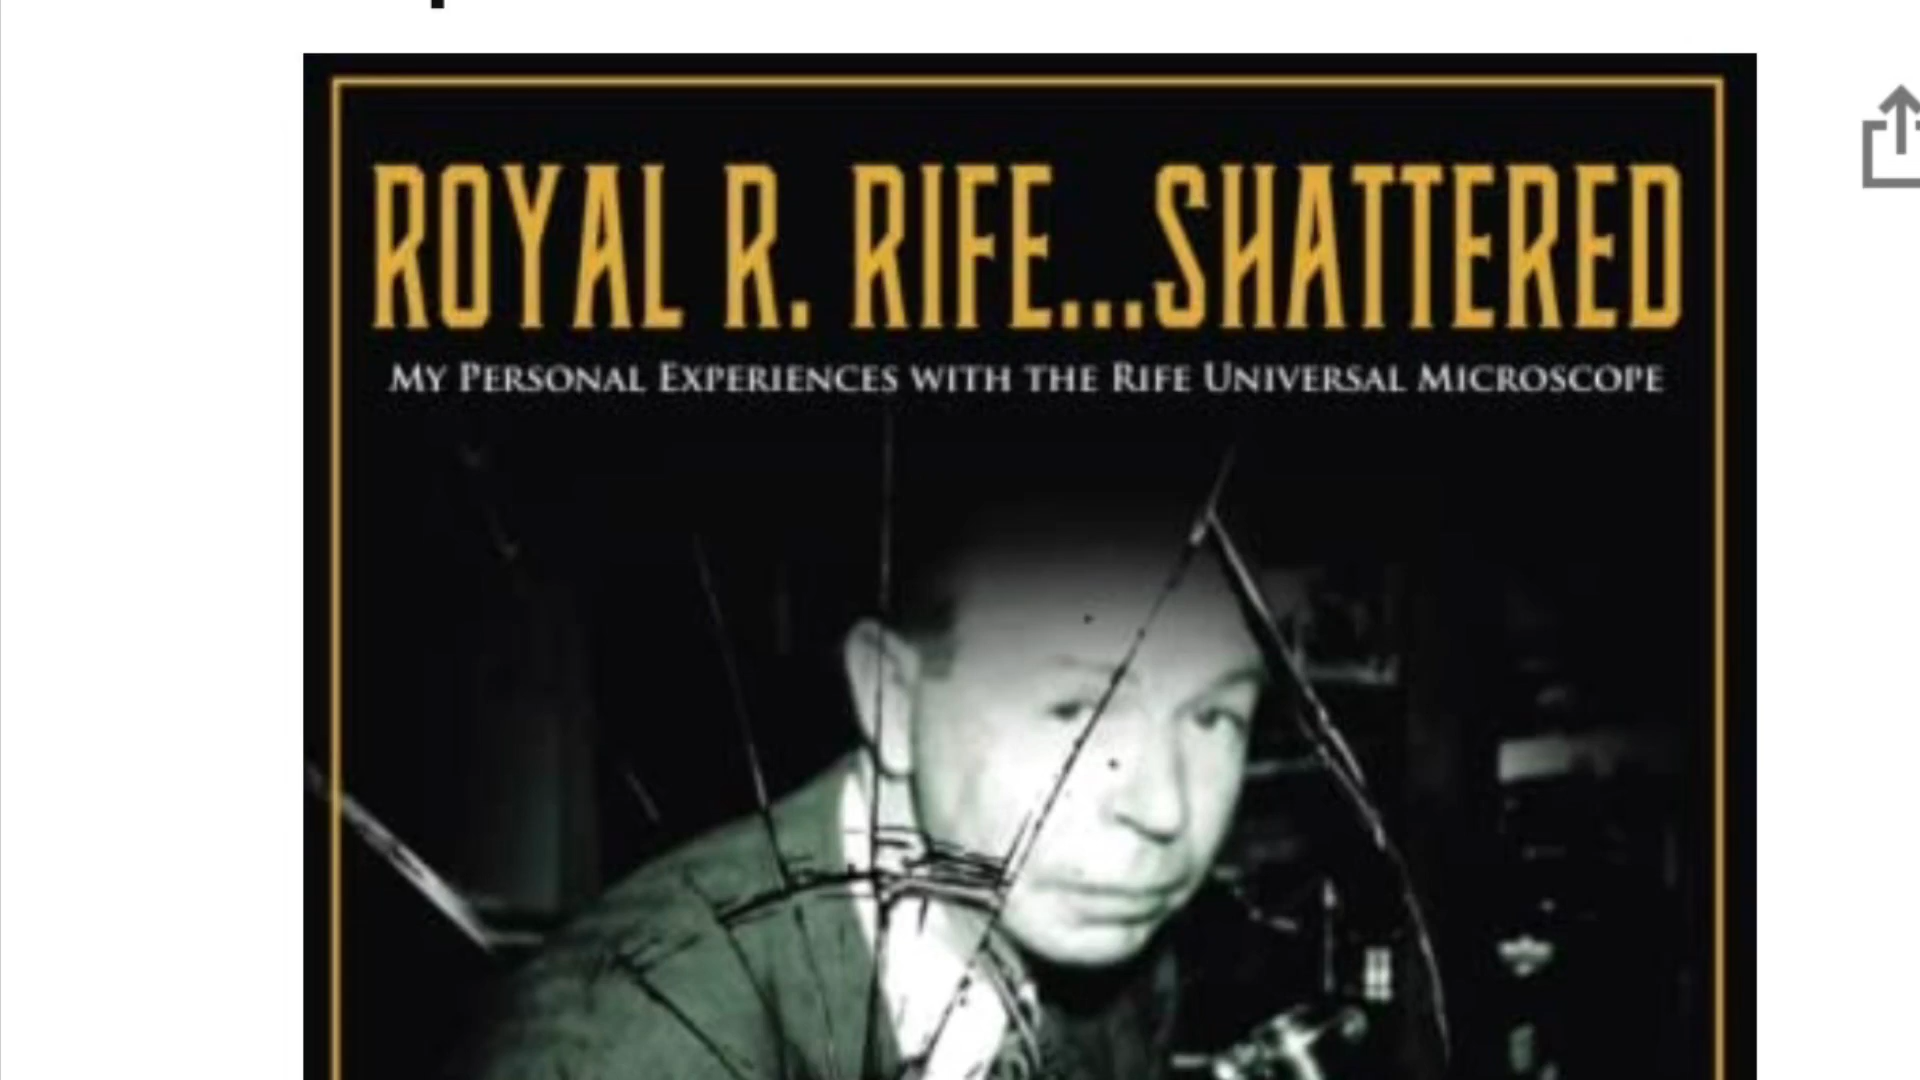 ROYAL R. RIFE...SHATTERED
MY PERSONAL EXPERIENCES WITH THE RIFE UNIVERSAL MICROSCOPE